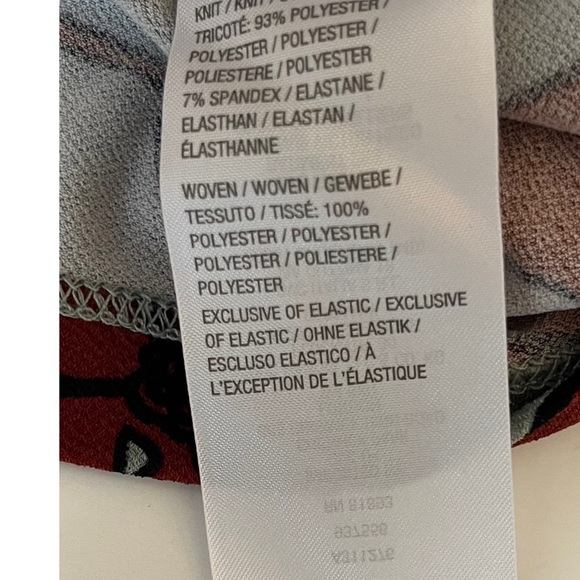 KNIT / KNIT /
TRICOTÉ: 93% POLYESTER /
POLYESTER / POLYESTER /
POLIESTERE / POLYESTER
7% SPANDEX / ELASTANE /
ELASTHAN / ELASTAN /
ÉLASTHANNE
WOVEN / WOVEN / GEWEBE /
TESSUTO / TISSÉ: 100%
POLYESTER / POLYESTER /
POLYESTER / POLIESTERE /
POLYESTER
EXCLUSIVE OF ELASTIC / EXCLUSIVE
OF ELASTIC / OHNE ELASTIK /
ESCLUSO ELASTICO / À
L'EXCEPTION DE L'ÉLASTIQUE
A311276